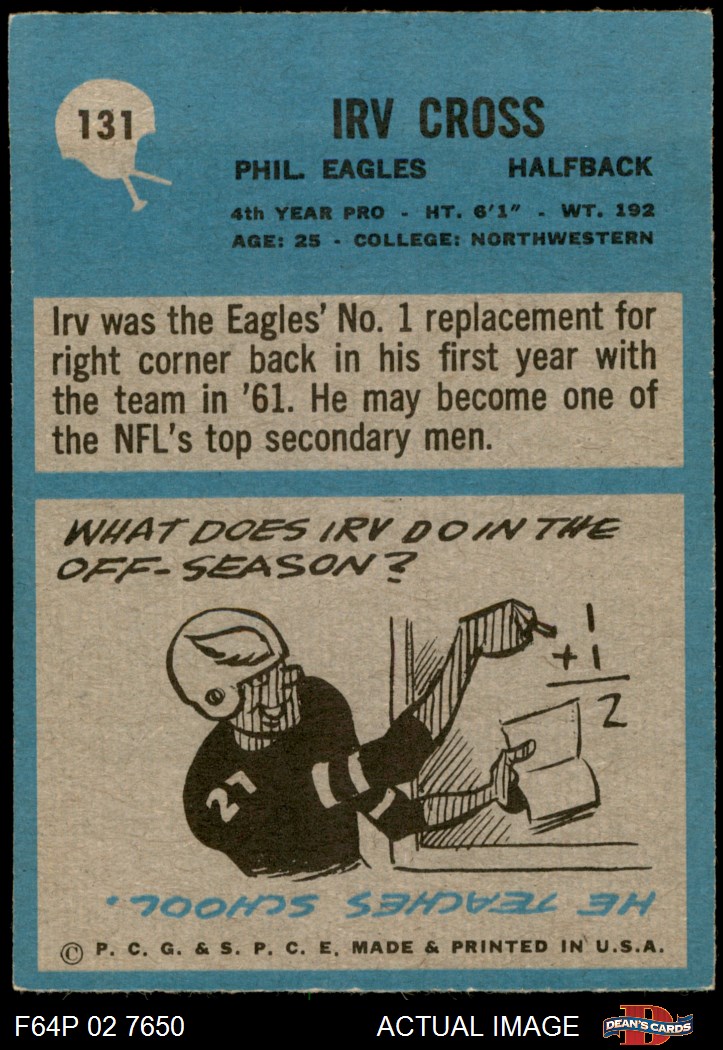 131
IRV CROSS
PHIL. EAGLES HALFBACK
4th YEAR PRO - HT. 6'1" - WT. 192
AGE: 25 - COLLEGE: NORTHWESTERN
Irv was the Eagles' No. 1 replacement for
right corner back in his first year with
the team in '61. He may become one of
the NFL's top secondary men.
WHAT DOES IRV DO IN THE
OFF-SEASON?
1
+ 1
2
27
HE TEACHES SCHOOL.
© P. C. G. & S. P. C. E. MADE & PRINTED IN U.S.A.
F64P 02 7650 ACTUAL IMAGE D DEAN'S CARDS